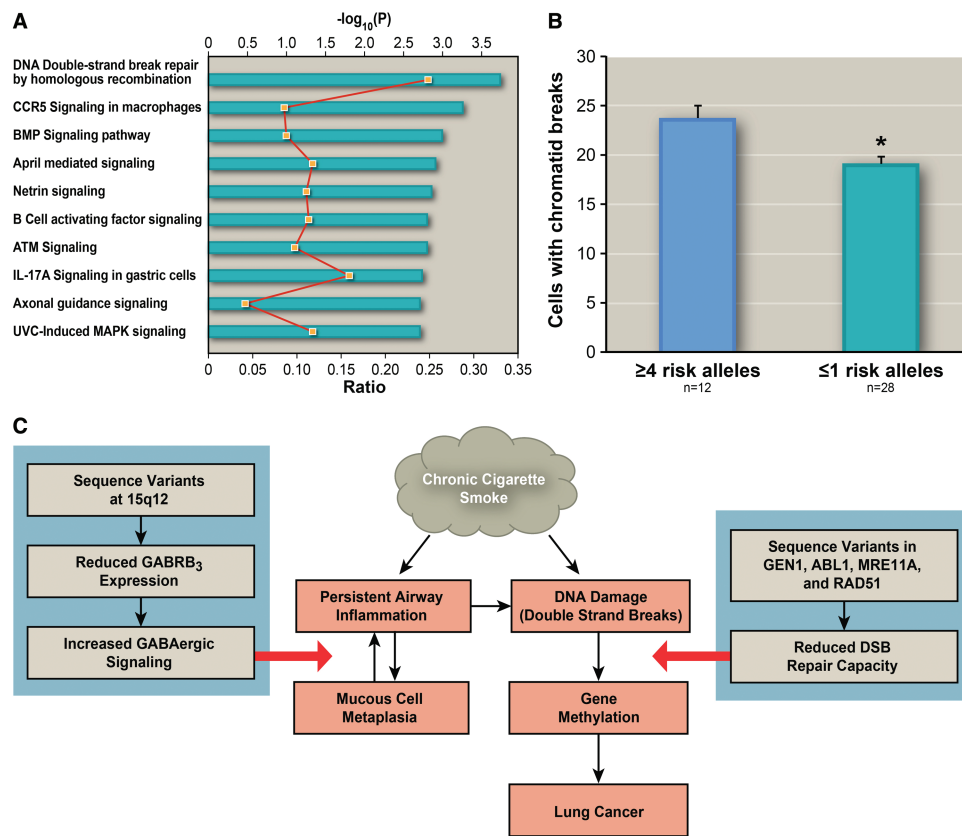 A
-log10(P)
0 0.5 1.0 1.5 2.0 2.5 3.0 3.5
DNA Double-strand break repair
by homologous recombination
CCR5 Signaling in macrophages
BMP Signaling pathway
April mediated signaling
Netrin signaling
B Cell activating factor signaling
ATM Signaling
IL-17A Signaling in gastric cells
Axonal guidance signaling
UVC-Induced MAPK signaling
0 0.05 0.10 0.15 0.20 0.25 0.30 0.35
Ratio
B
Cells with chromatid breaks
30
25
20
15
10
5
0
*
≥4 risk alleles
n=12
≤1 risk alleles
n=28
C
Sequence Variants
at 15q12
Reduced GABRB3
Expression
Increased GABAergic
Signaling
Chronic Cigarette
Smoke
Persistent Airway
Inflammation
Mucous Cell
Metaplasia
DNA Damage
(Double Strand Breaks)
Gene
Methylation
Lung Cancer
Sequence Variants in
GEN1, ABL1, MRE11A,
and RAD51
Reduced DSB
Repair Capacity